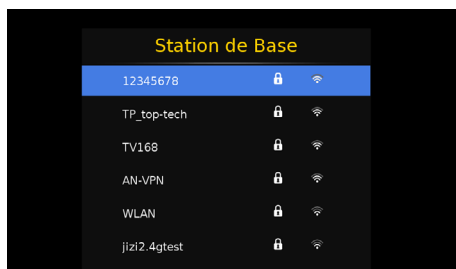 Station de Base
12345678
TP_top-tech
TV168
AN-VPN
WLAN
jizi2.4gtest